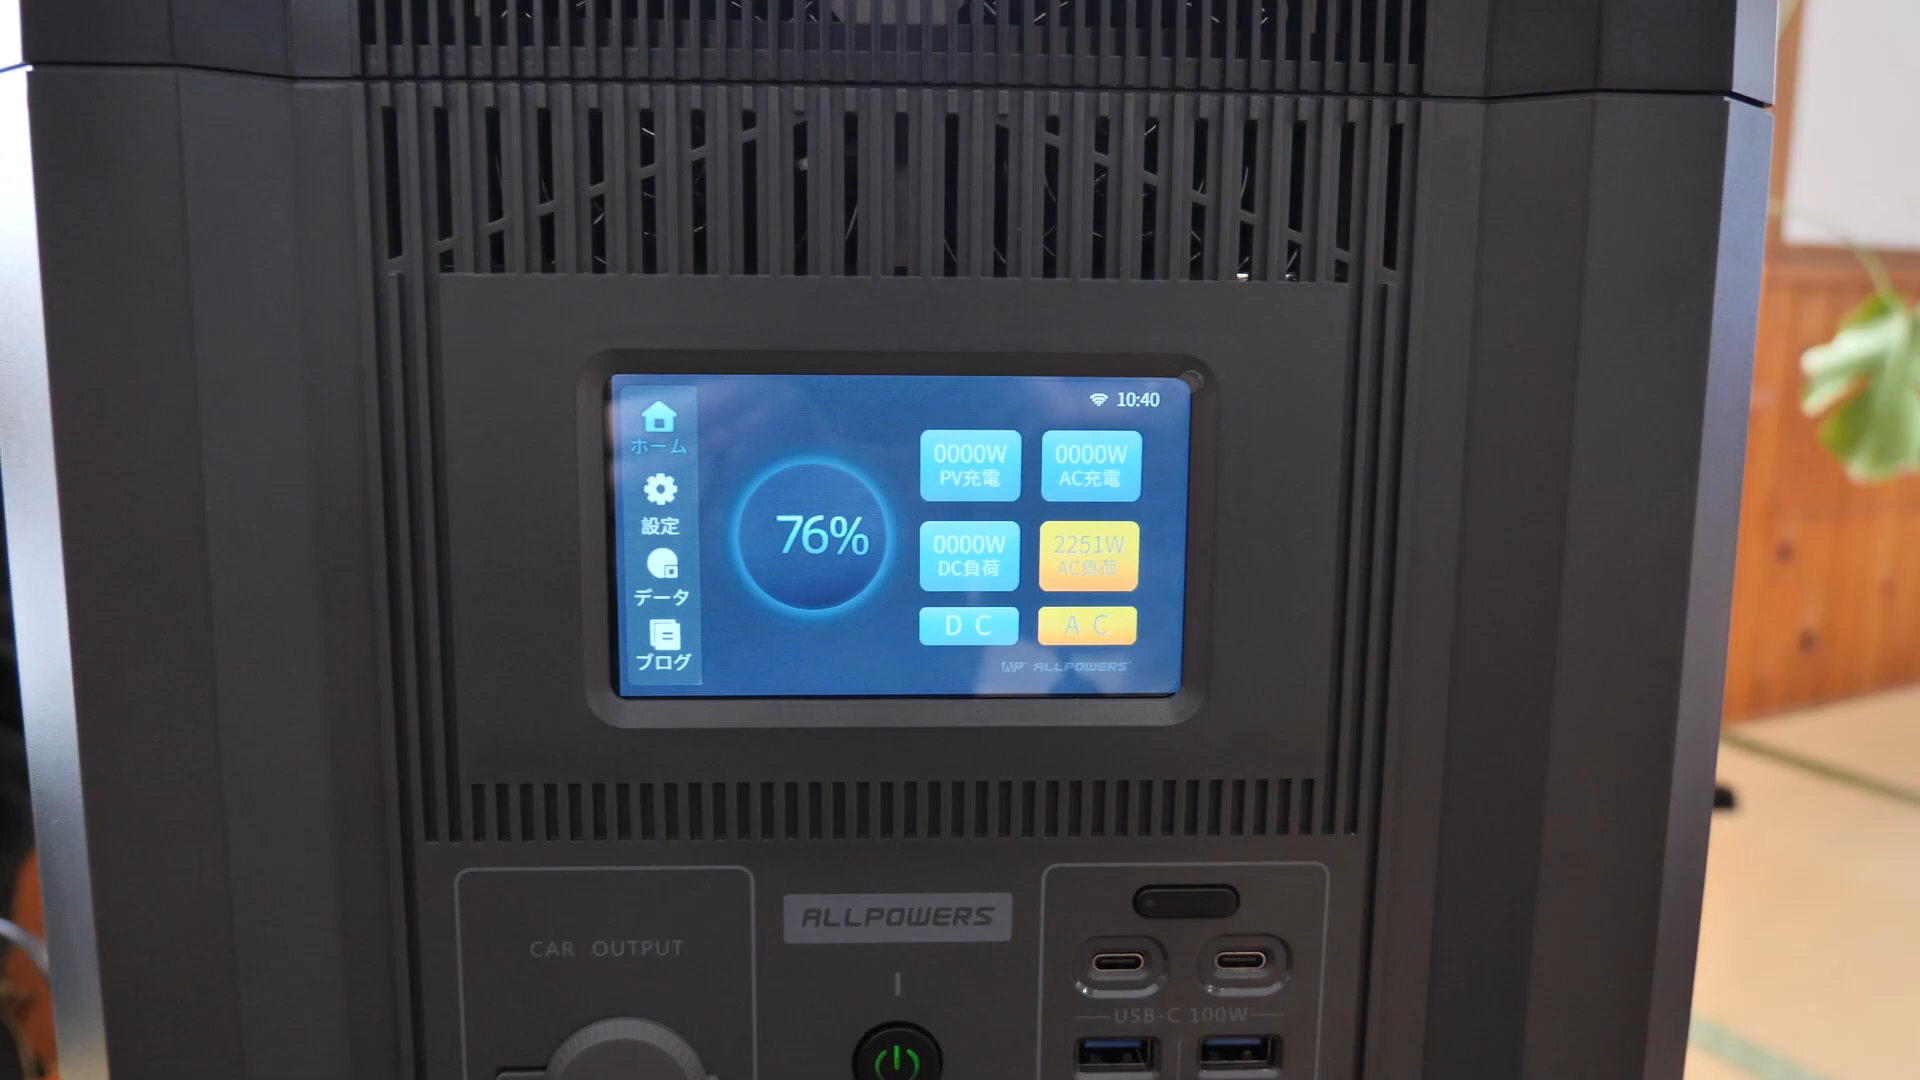 10:40
ホーム
設定
データ
ブログ
76%
0000W
PV充電
0000W
AC充電
0000W
DC負荷
2251W
AC負荷
D C
A C
ALLPOWERS
ALLPOWERS
CAR OUTPUT
USB-C 100W